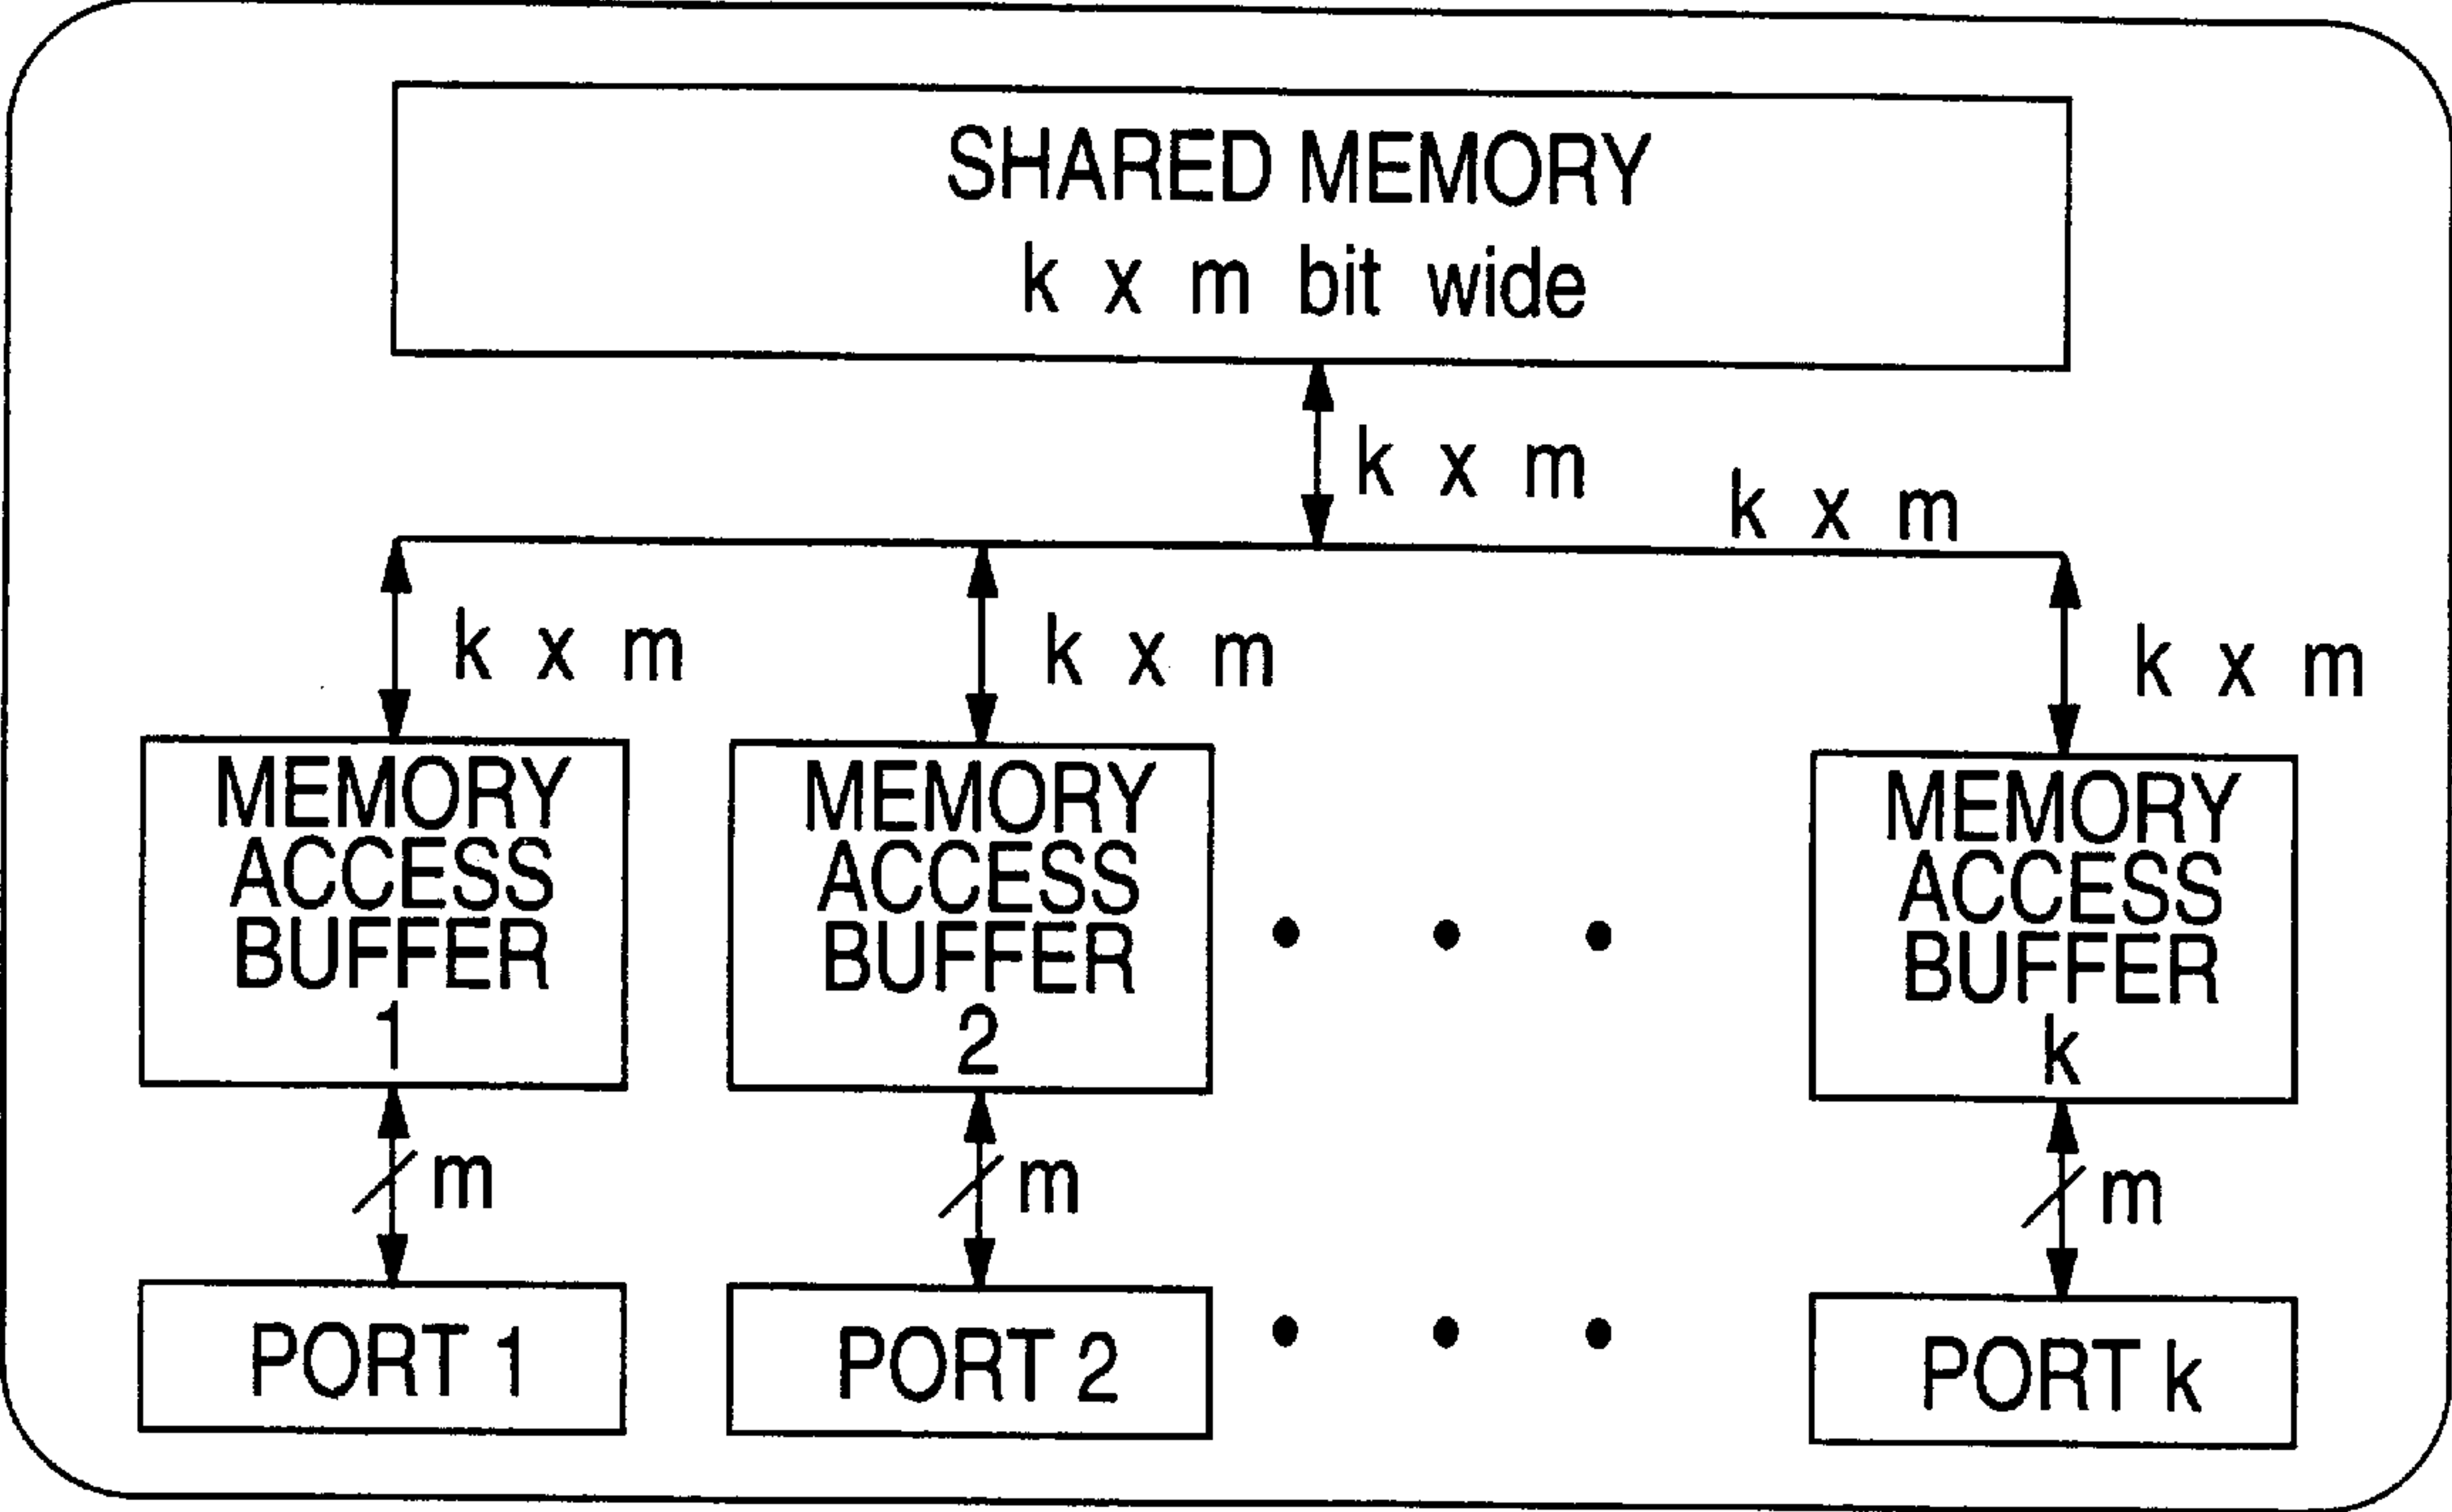 SHARED MEMORY
k x m bit wide
k x m
k x m
k x m
k x m
k x m
MEMORY
ACCESS
BUFFER
1
MEMORY
ACCESS
BUFFER
2
MEMORY
ACCESS
BUFFER
k
m
m
m
PORT 1
PORT 2
PORT k